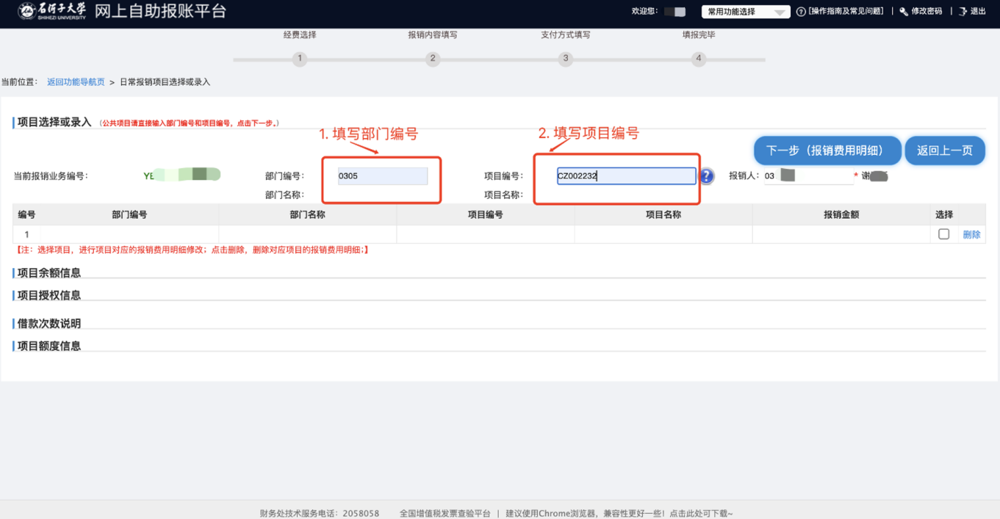 石河子大学 网上自助报账平台
SHIHEZI UNIVERSITY
欢迎您: 常用功能选择 ? [操作指南及常见问题] | 修改密码 | 退出
经费选择 报销内容填写 支付方式填写 填报完毕
1 2 3 4
当前位置: 返回功能导航页 > 日常报销项目选择或录入
项目选择或录入 (公共项目请直接输入部门编号和项目编号，点击下一步。)
1. 填写部门编号 2. 填写项目编号
下一步（报销费用明细） 返回上一页
当前报销业务编号: YE 部门编号: 0305 项目编号: CZ002232 ? 报销人: 03 * 谢
部门名称: 项目名称:
编号 部门编号 部门名称 项目编号 项目名称 报销金额 选择
1 删除
【注: 选择项目，进行项目对应的报销费用明细修改; 点击删除，删除对应项目的报销费用明细;】
项目余额信息
项目授权信息
借款次数说明
项目额度信息
财务处技术服务电话: 2058058 全国增值税发票查验平台 | 建议使用Chrome浏览器，兼容性更好一些！点击此处可下载~